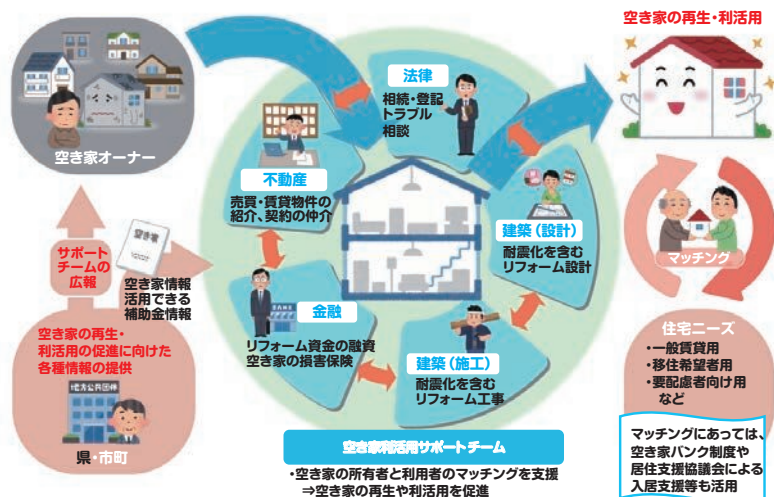 空き家の再生・利活用
空き家オーナー
法律
相続・登記
トラブル
相談
不動産
売買・賃貸物件の
紹介、契約の仲介
建築（設計）
耐震化を含む
リフォーム設計
金融
BANK
リフォーム資金の融資
空き家の損害保険
建築（施工）
耐震化を含む
リフォーム工事
サポート
チームの
広報
空き家
空き家情報
活用できる
補助金情報
空き家の再生・
利活用の促進に向けた
各種情報の提供
地方公共団体
県・市町
マッチング
住宅ニーズ
・一般賃貸用
・移住希望者用
・要配慮者向け用
など
マッチングにあっては、
空き家バンク制度や
居住支援協議会による
入居支援等も活用
空き家利活用サポートチーム
・空き家の所有者と利用者のマッチングを支援
⇒空き家の再生や利活用を促進